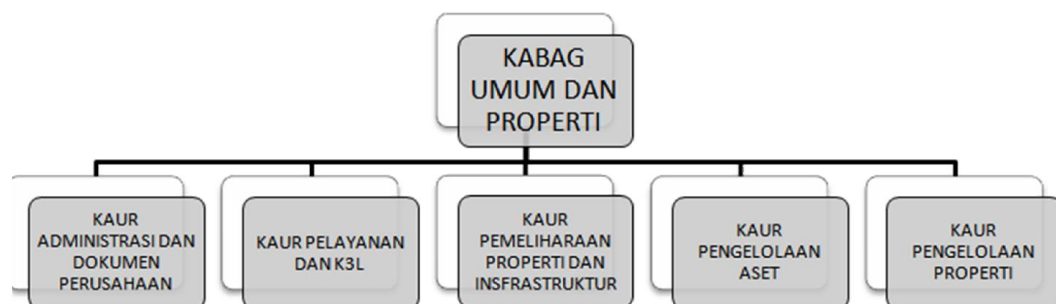 KABAG
UMUM DAN
PROPERTI
KAUR
ADMINISTRASI DAN
DOKUMEN
PERUSAHAAN
KAUR PELAYANAN
DAN K3L
KAUR
PEMELIHARAAN
PROPERTI DAN
INSFRASTRUKTUR
KAUR
PENGELOLAAN
ASET
KAUR
PENGELOLAAN
PROPERTI